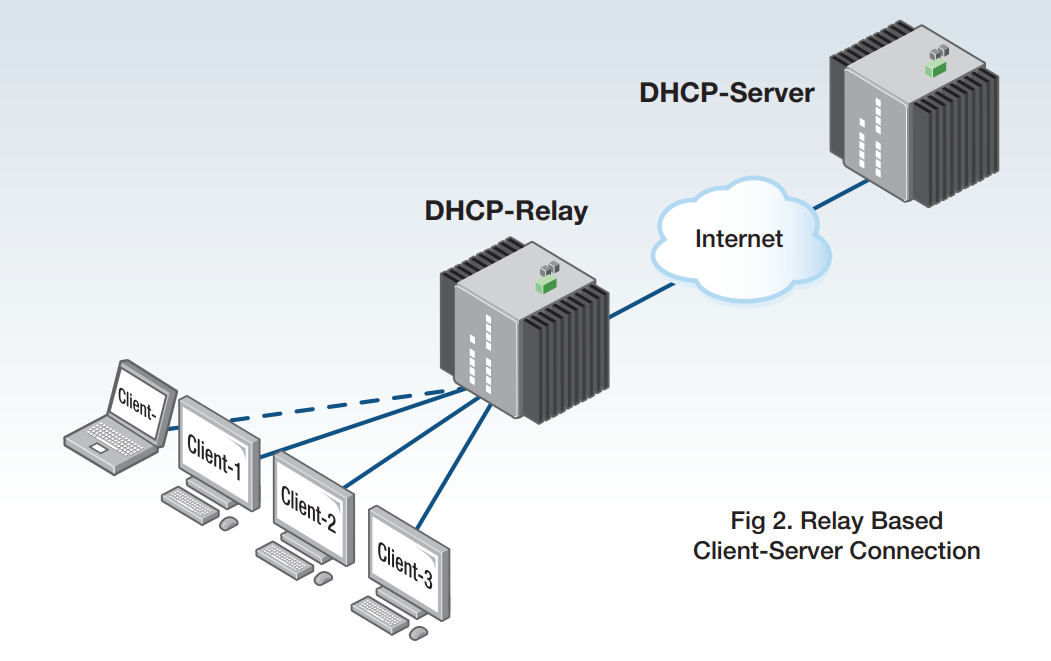 DHCP-Server
DHCP-Relay
Internet
Client-
Client-1
Client-2
Client-3
Fig 2. Relay Based
Client-Server Connection